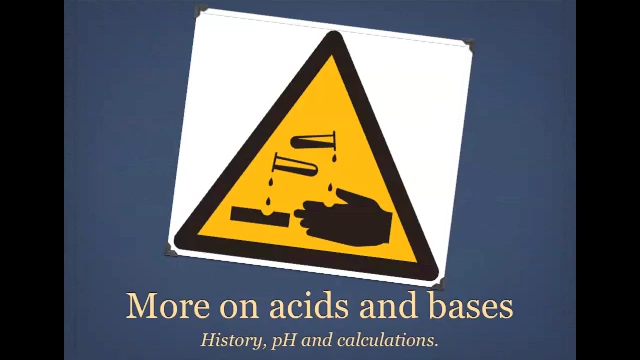 More on acids and bases
History, pH and calculations.